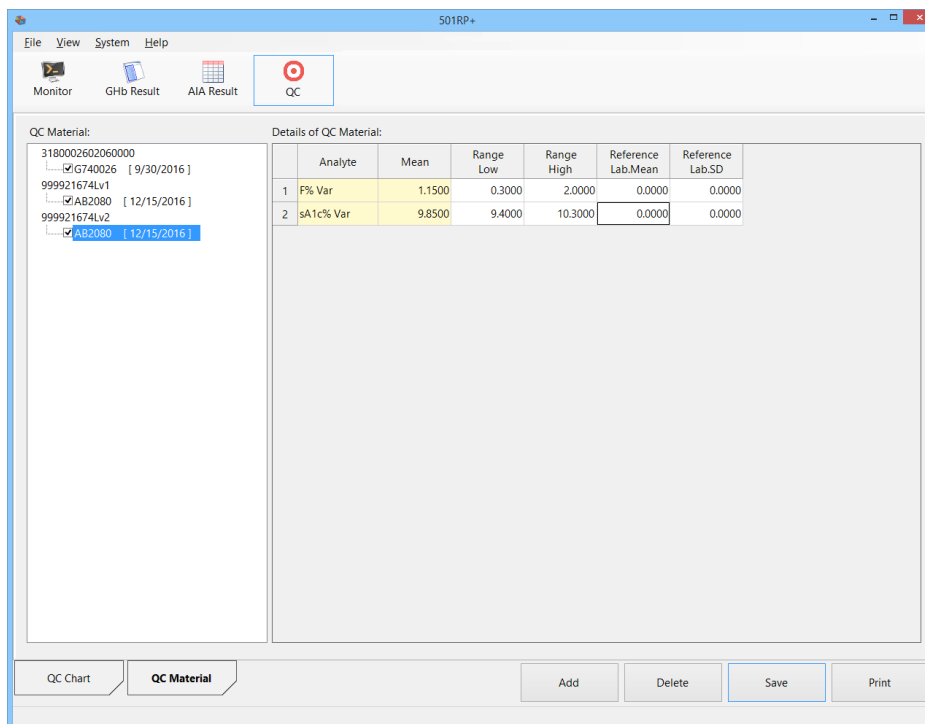 501RP+
File View System Help
Monitor GHb Result AIA Result QC
QC Material:
3180002602060000
G740026 [ 9/30/2016 ]
999921674Lv1
AB2080 [ 12/15/2016 ]
999921674Lv2
AB2080 [ 12/15/2016 ]
Details of QC Material:
Analyte Mean Range Low Range High Reference Lab.Mean Reference Lab.SD
1 F% Var 1.1500 0.3000 2.0000 0.0000 0.0000
2 sA1c% Var 9.8500 9.4000 10.3000 0.0000 0.0000
QC Chart QC Material Add Delete Save Print